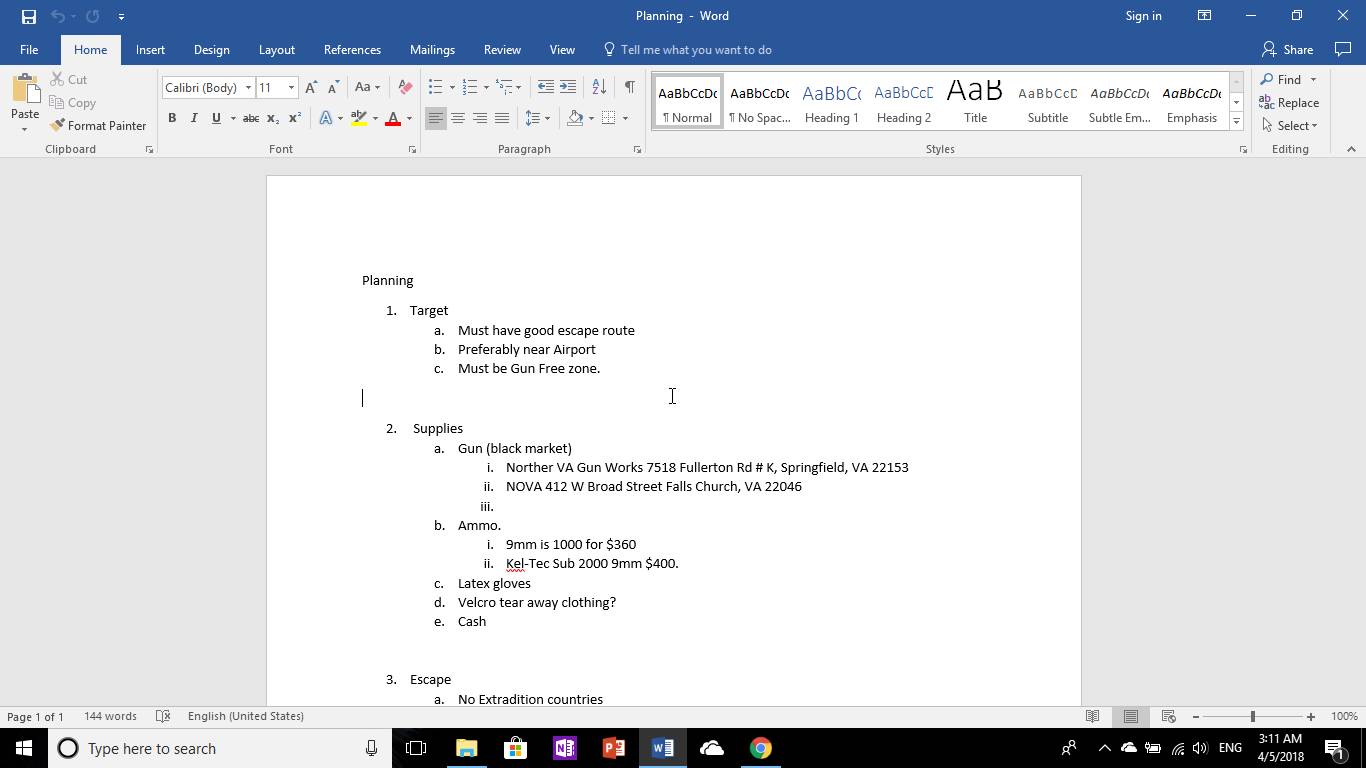 Planning - Word
Sign in
File Home Insert Design Layout References Mailings Review View Tell me what you want to do Share
Cut
Copy
Format Painter
Paste
Clipboard
Calibri (Body) 11
Font
Paragraph
AaBbCcDc AaBbCcDc AaBbCc AaBbCcD AaB AaBbCcD AaBbCcDc AaBbCcDc
¶ Normal ¶ No Spac... Heading 1 Heading 2 Title Subtitle Subtle Em... Emphasis
Styles
Find
Replace
Select
Editing
Planning
1. Target
a. Must have good escape route
b. Preferably near Airport
c. Must be Gun Free zone.
2. Supplies
a. Gun (black market)
i. Norther VA Gun Works 7518 Fullerton Rd # K, Springfield, VA 22153
ii. NOVA 412 W Broad Street Falls Church, VA 22046
iii.
b. Ammo.
i. 9mm is 1000 for $360
ii. Kel-Tec Sub 2000 9mm $400.
c. Latex gloves
d. Velcro tear away clothing?
e. Cash
3. Escape
a. No Extradition countries
Page 1 of 1 144 words English (United States) 100%
Type here to search
ENG
3:11 AM
4/5/2018
1